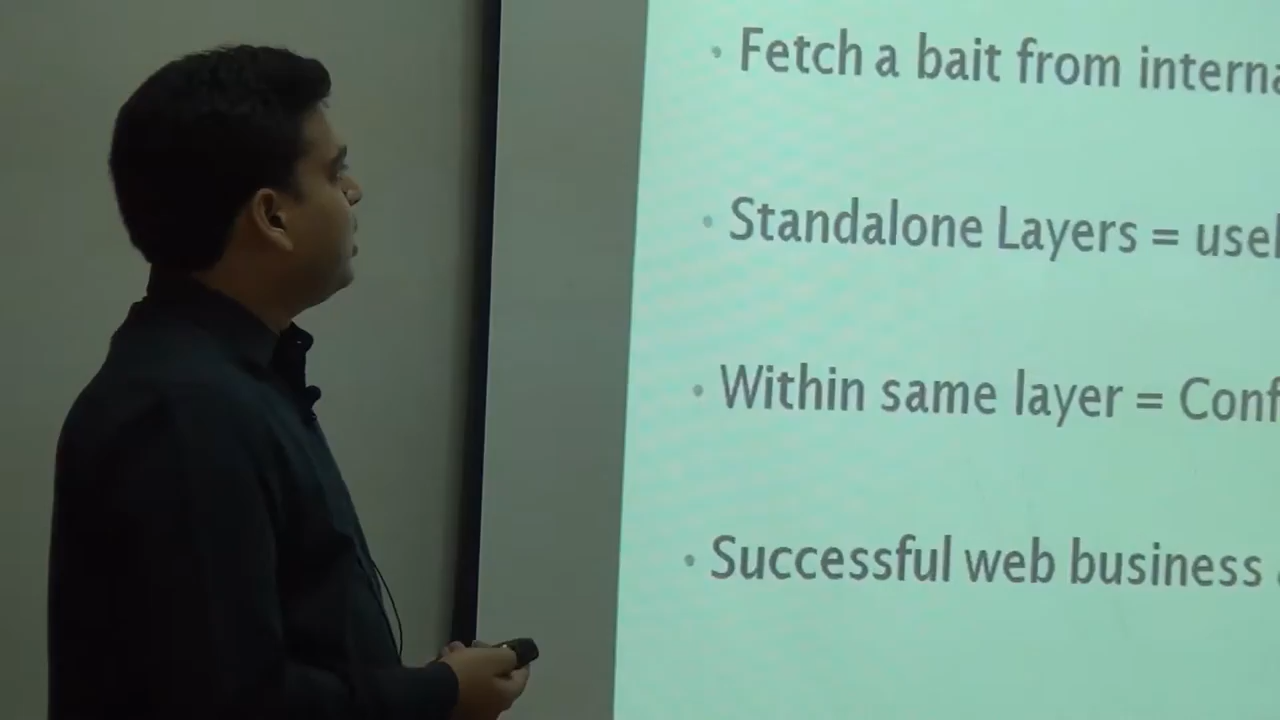 Fetch a bait from interna
Standalone Layers = usel
Within same layer = Conf
Successful web business